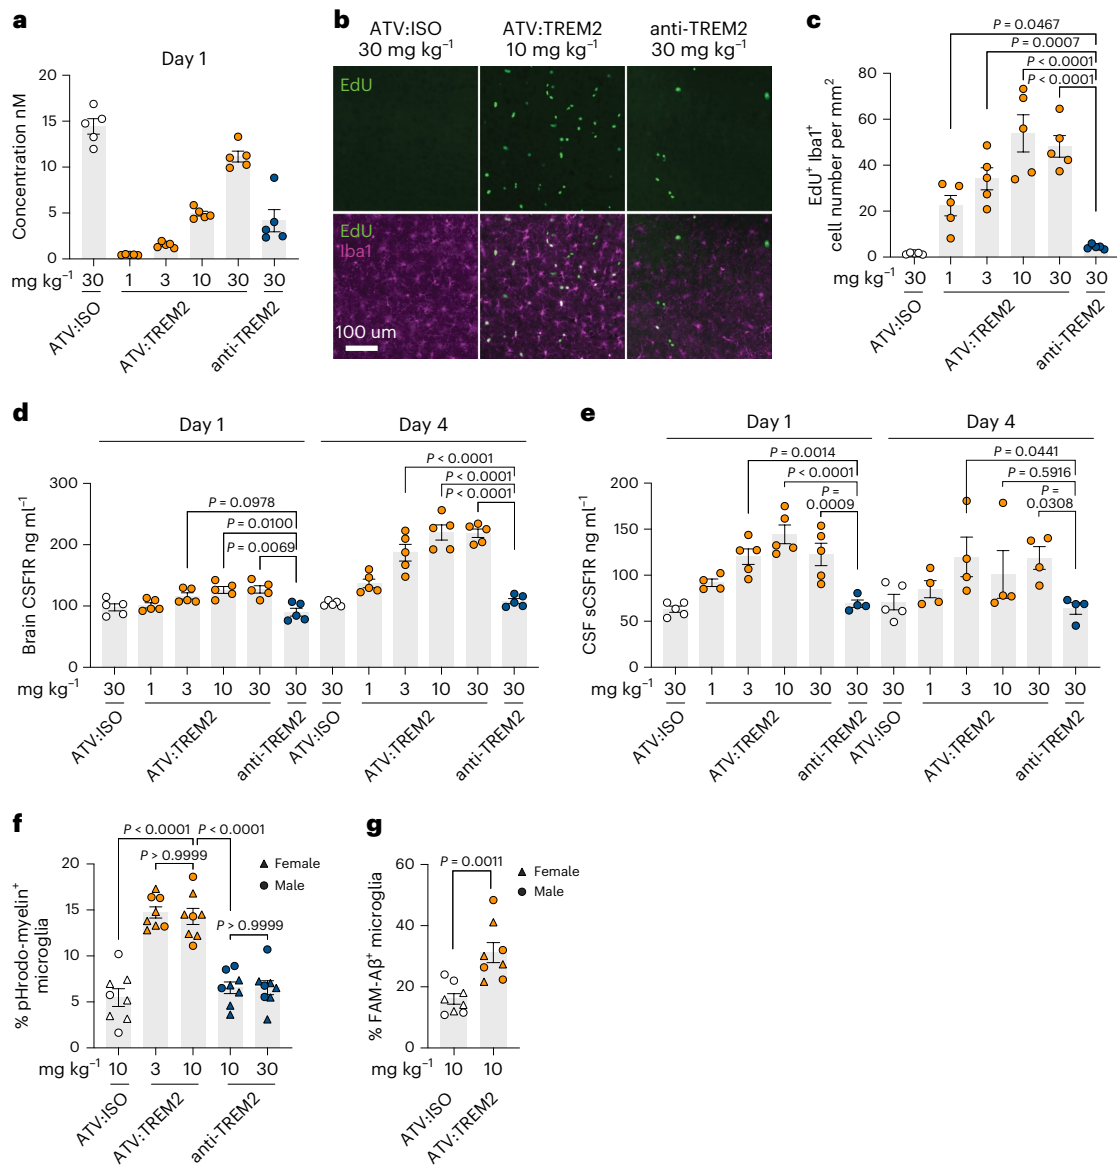 a
Day 1
Concentration nM
20
15
10
5
0
mg kg⁻¹
30 1 3 10 30 30
ATV:ISO
ATV:TREM2
anti-TREM2
b
ATV:ISO
30 mg kg⁻¹
ATV:TREM2
10 mg kg⁻¹
anti-TREM2
30 mg kg⁻¹
EdU
EdU
Iba1
100 um
c
P = 0.0467
P = 0.0007
P < 0.0001
P < 0.0001
EdU⁺ Iba1⁺
cell number per mm²
80
60
40
20
0
mg kg⁻¹
30 1 3 10 30 30
ATV:ISO
ATV:TREM2
anti-TREM2
d
Day 1
Day 4
P < 0.0001
P < 0.0001
P < 0.0001
P = 0.0978
P = 0.0100
P = 0.0069
Brain CSF1R ng ml⁻¹
300
200
100
0
mg kg⁻¹
30 1 3 10 30 30 30 1 3 10 30 30
ATV:ISO
ATV:TREM2
anti-TREM2
ATV:ISO
ATV:TREM2
anti-TREM2
e
Day 1
Day 4
P = 0.0014
P < 0.0001
P =
0.0009
P = 0.0441
P = 0.5916
P =
0.0308
CSF sCSF1R ng ml⁻¹
200
150
100
50
0
mg kg⁻¹
30 1 3 10 30 30 30 1 3 10 30 30
ATV:ISO
ATV:TREM2
anti-TREM2
ATV:ISO
ATV:TREM2
anti-TREM2
f
P < 0.0001
P < 0.0001
P > 0.9999
P > 0.9999
Female
Male
% pHrodo-myelin⁺
microglia
20
15
10
5
0
mg kg⁻¹
10 3 10 10 30
ATV:ISO
ATV:TREM2
anti-TREM2
g
P = 0.0011
Female
Male
% FAM-Aβ⁺ microglia
60
40
20
0
mg kg⁻¹
10 10
ATV:ISO
ATV:TREM2